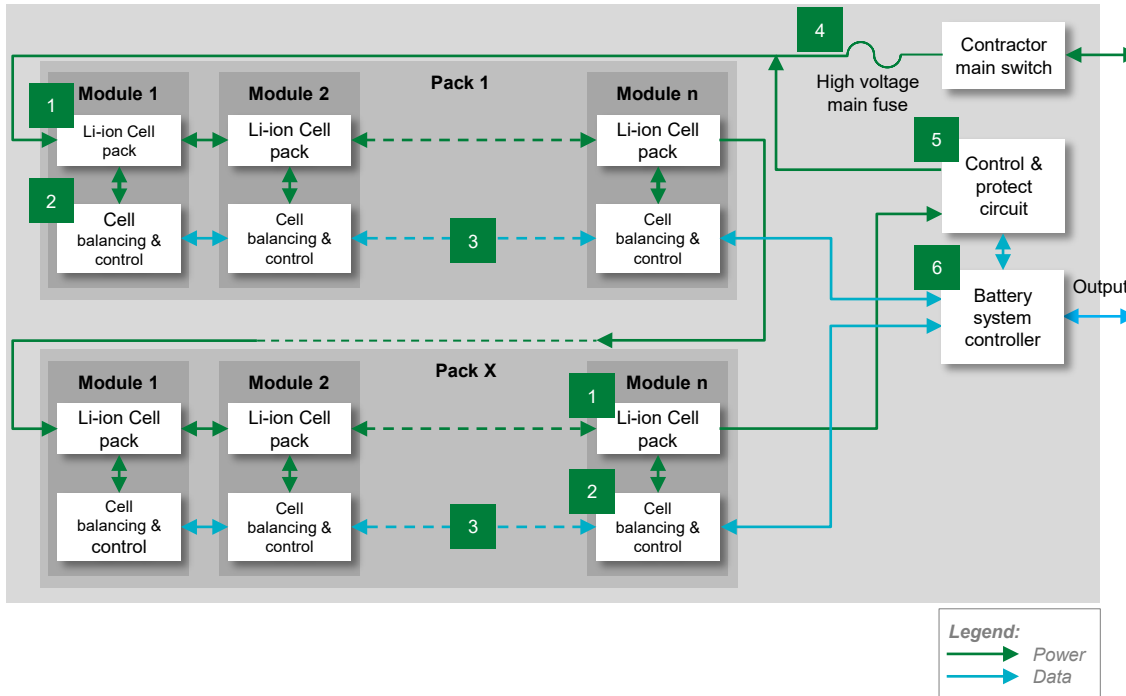 4
Contractor
main switch
High voltage
main fuse
Pack 1
Module 1
Module 2
Module n
1
Li-ion Cell
pack
Li-ion Cell
pack
Li-ion Cell
pack
5
Control &
protect
circuit
2
Cell
balancing &
control
Cell
balancing &
control
3
Cell
balancing &
control
6
Battery
system
controller
Output
Pack X
Module 1
Module 2
Module n
Li-ion Cell
pack
Li-ion Cell
pack
1
Li-ion Cell
pack
Cell
balancing &
control
Cell
balancing &
control
3
2
Cell
balancing &
control
Legend:
Power
Data